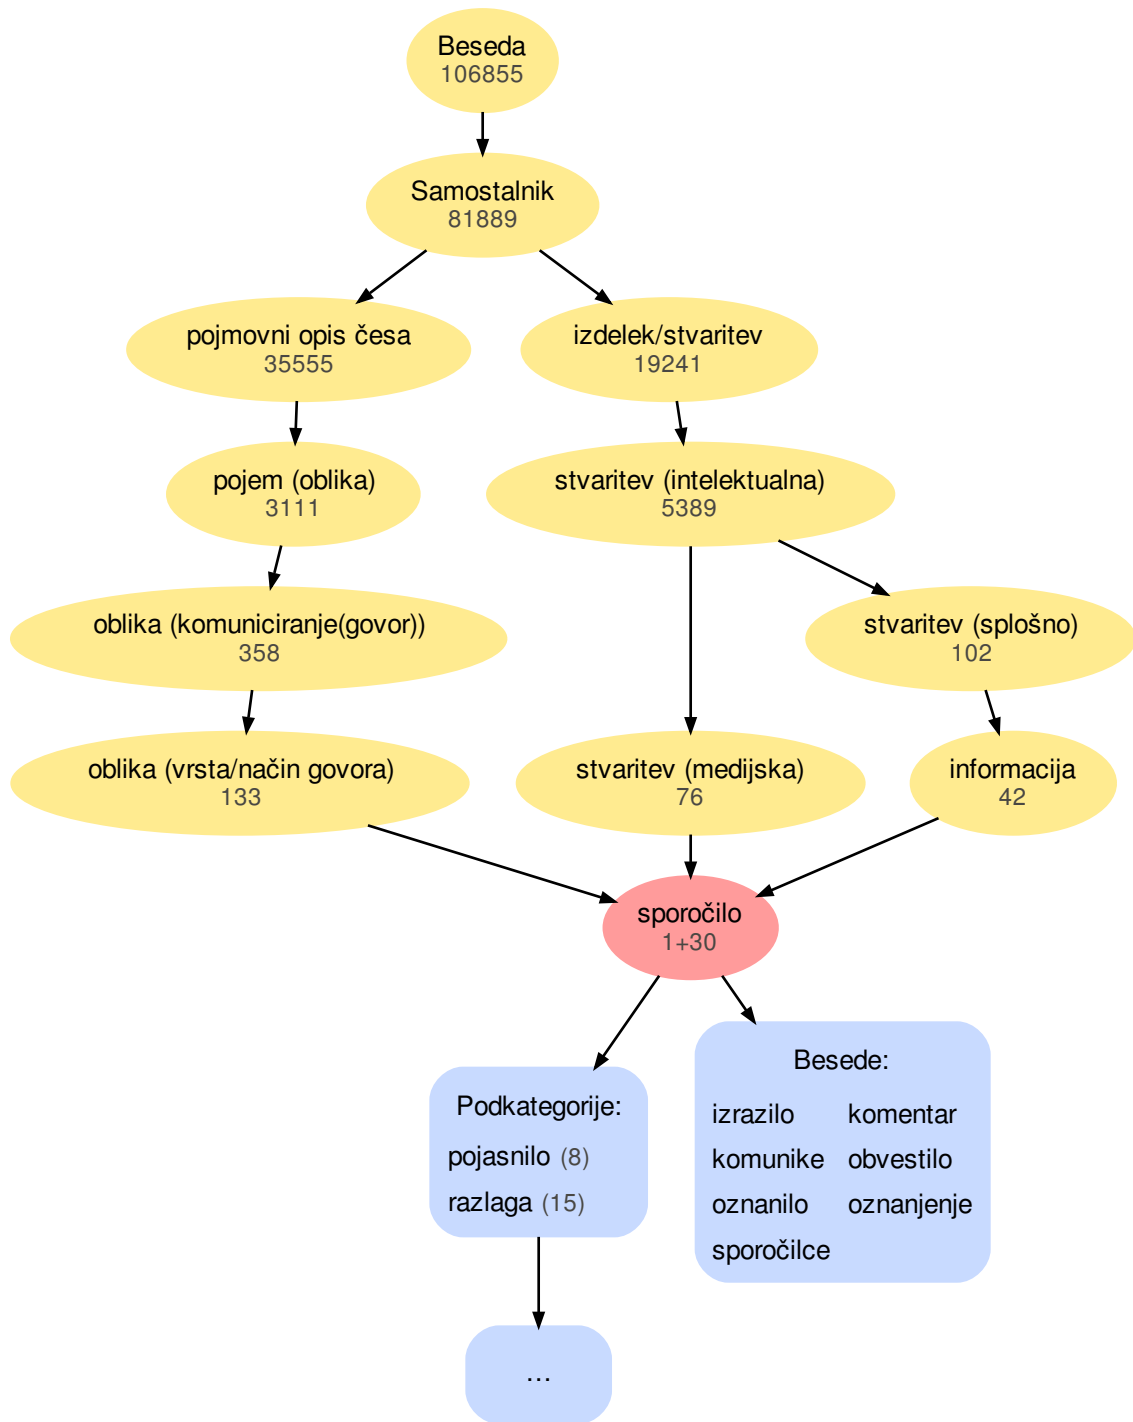 Beseda
106855
Samostalnik
81889
pojmovni opis česa
35555
izdelek/stvaritev
19241
pojem (oblika)
3111
stvaritev (intelektualna)
5389
oblika (komuniciranje(govor))
358
stvaritev (splošno)
102
oblika (vrsta/način govora)
133
stvaritev (medijska)
76
informacija
42
sporočilo
1+30
Podkategorije:
pojasnilo (8)
razlaga (15)
Besede:
izrazilo komentar
komunike obvestilo
oznanilo oznanjenje
sporočilce
...